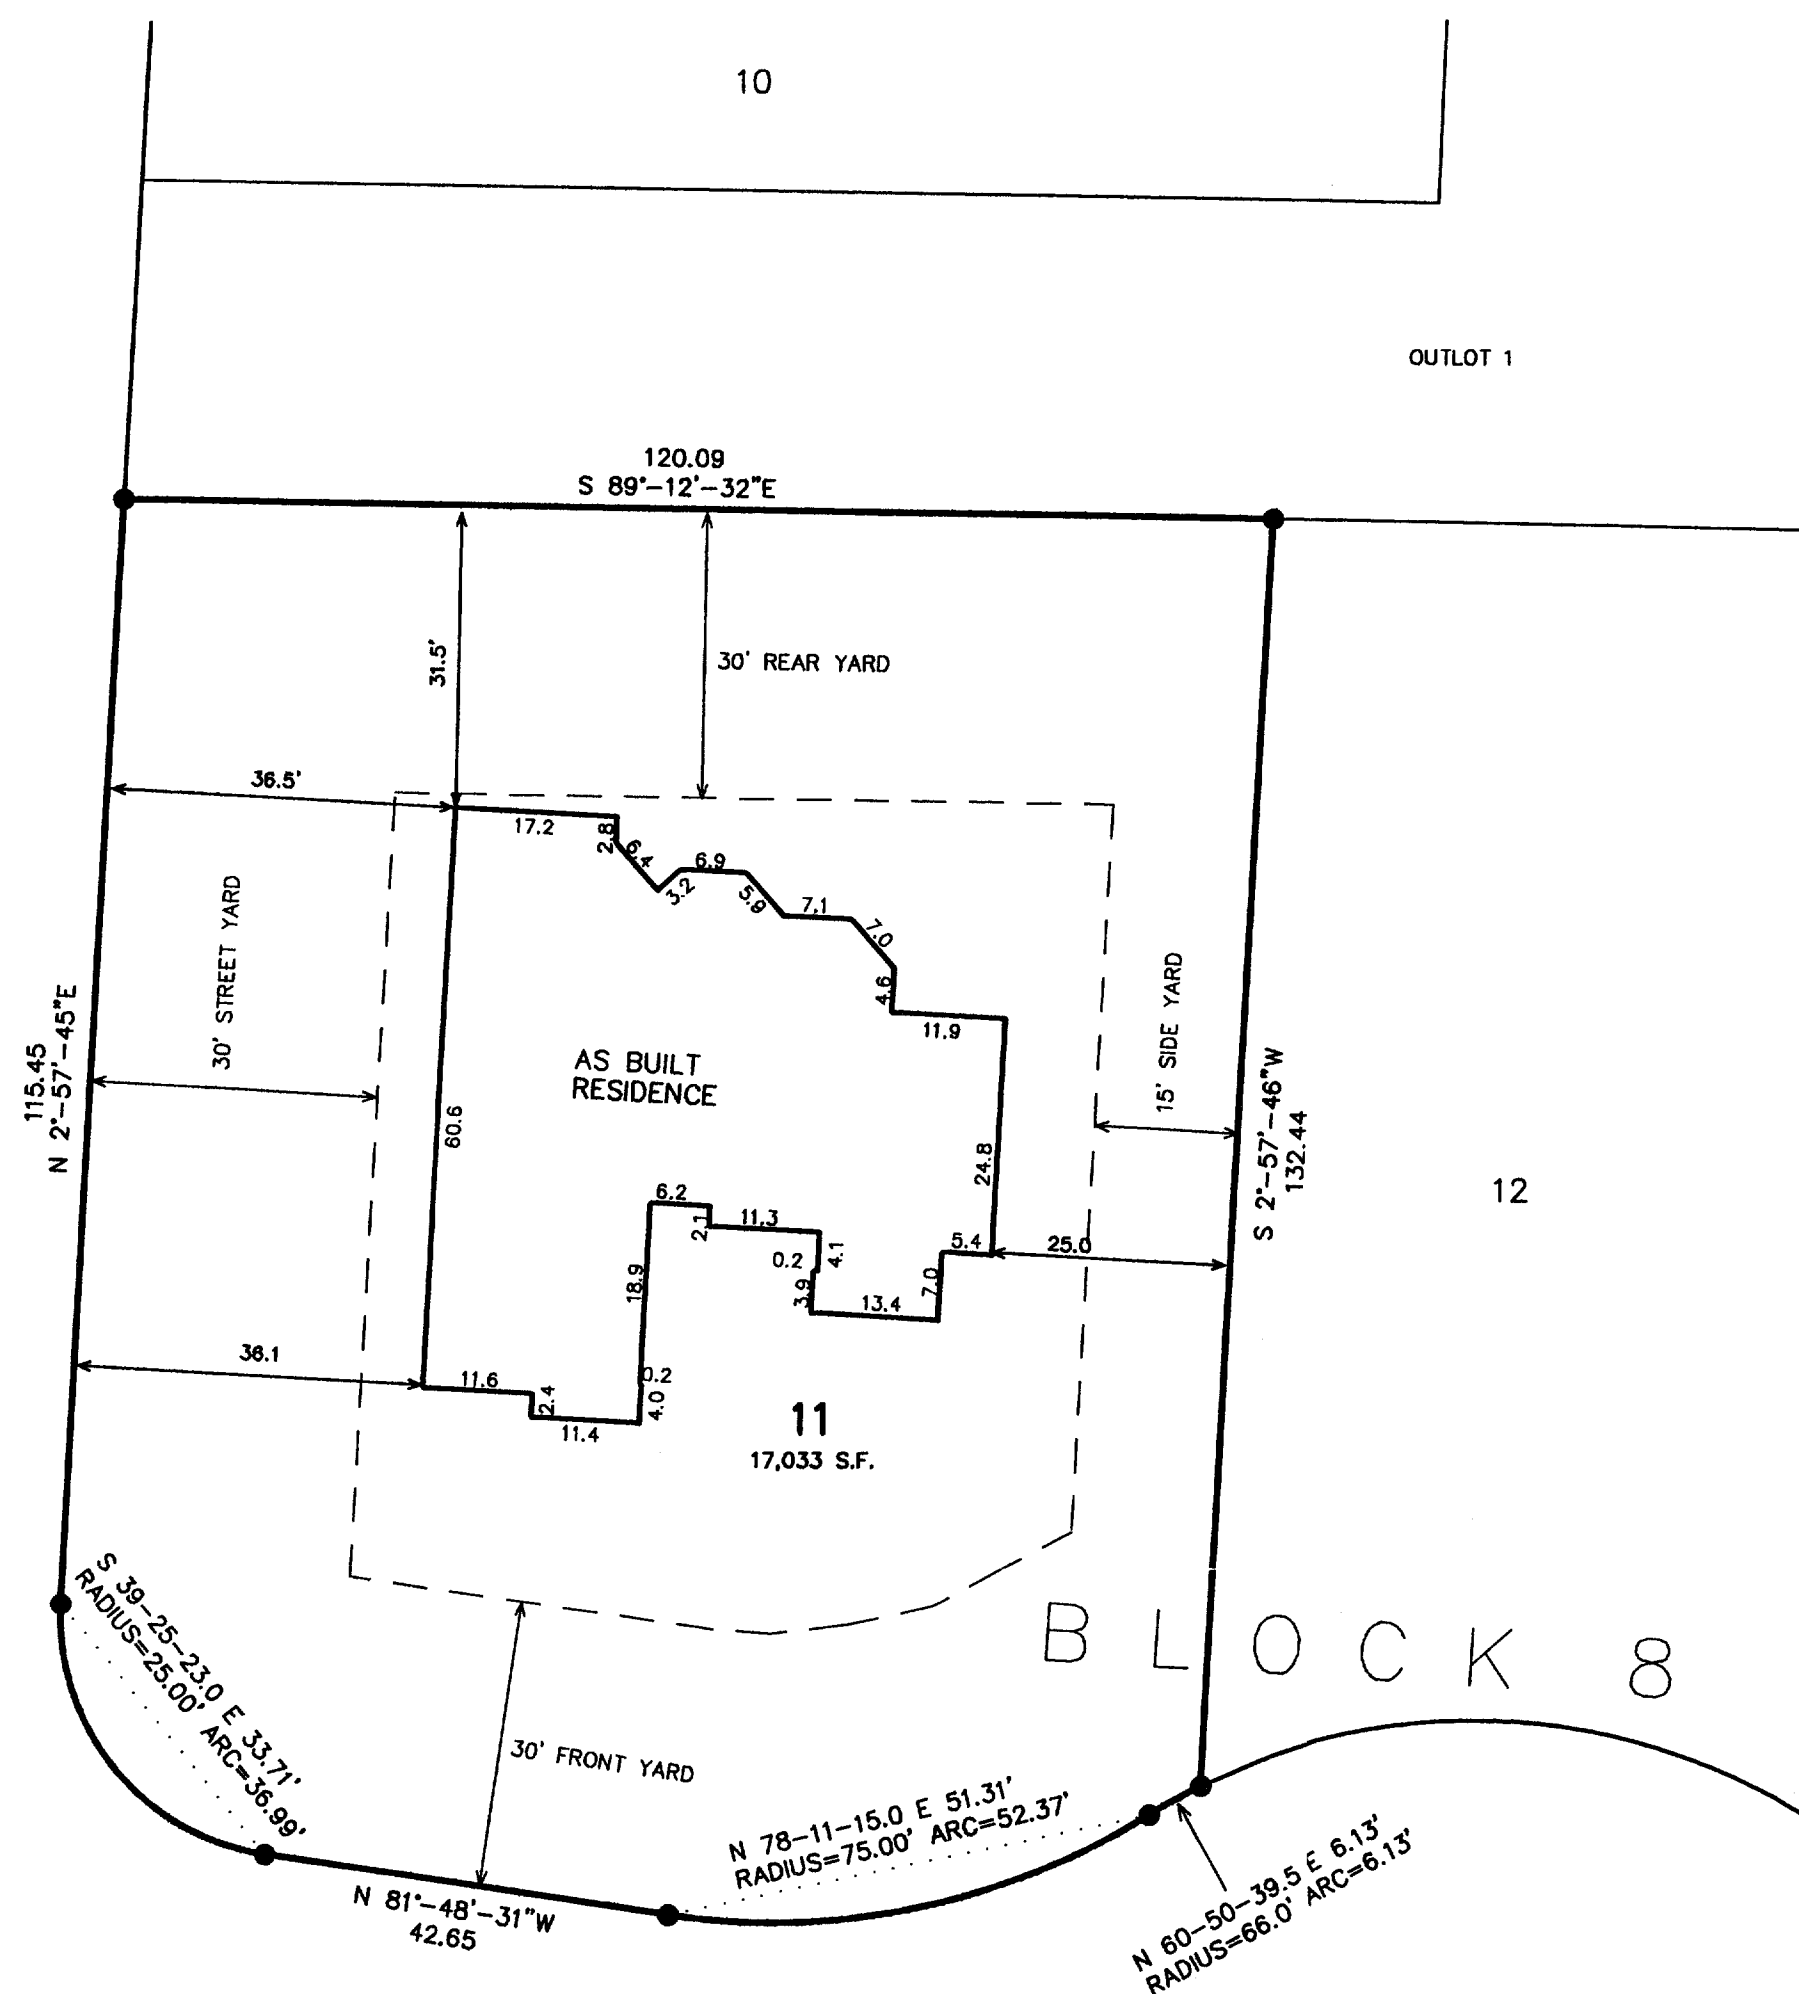 10
OUTLOT 1
120.09
S 89°-12'-32"E
31.5'
30' REAR YARD
36.5'
17.2
2.8
6.4
3.2
6.9
5.9
7.1
7.0
4.6
11.9
30' STREET YARD
15' SIDE YARD
AS BUILT
RESIDENCE
115.45
N 2°-57'-45"E
60.6
24.8
S 2°-57'-46"W
132.44
12
6.2
2.1
11.3
0.2
4.1
5.4
25.0
18.9
3.9
13.4
7.0
36.1
11.6
2.4
11.4
0.2
4.0
11
17,033 S.F.
BLOCK 8
S 39-25-23.0 E 33.71'
RADIUS=25.00' ARC=36.99'
30' FRONT YARD
N 78-11-15.0 E 51.31'
RADIUS=75.00' ARC=52.37'
N 81°-48'-31"W
42.65
N 60-50-39.5 E 6.13'
RADIUS=66.0' ARC=6.13'